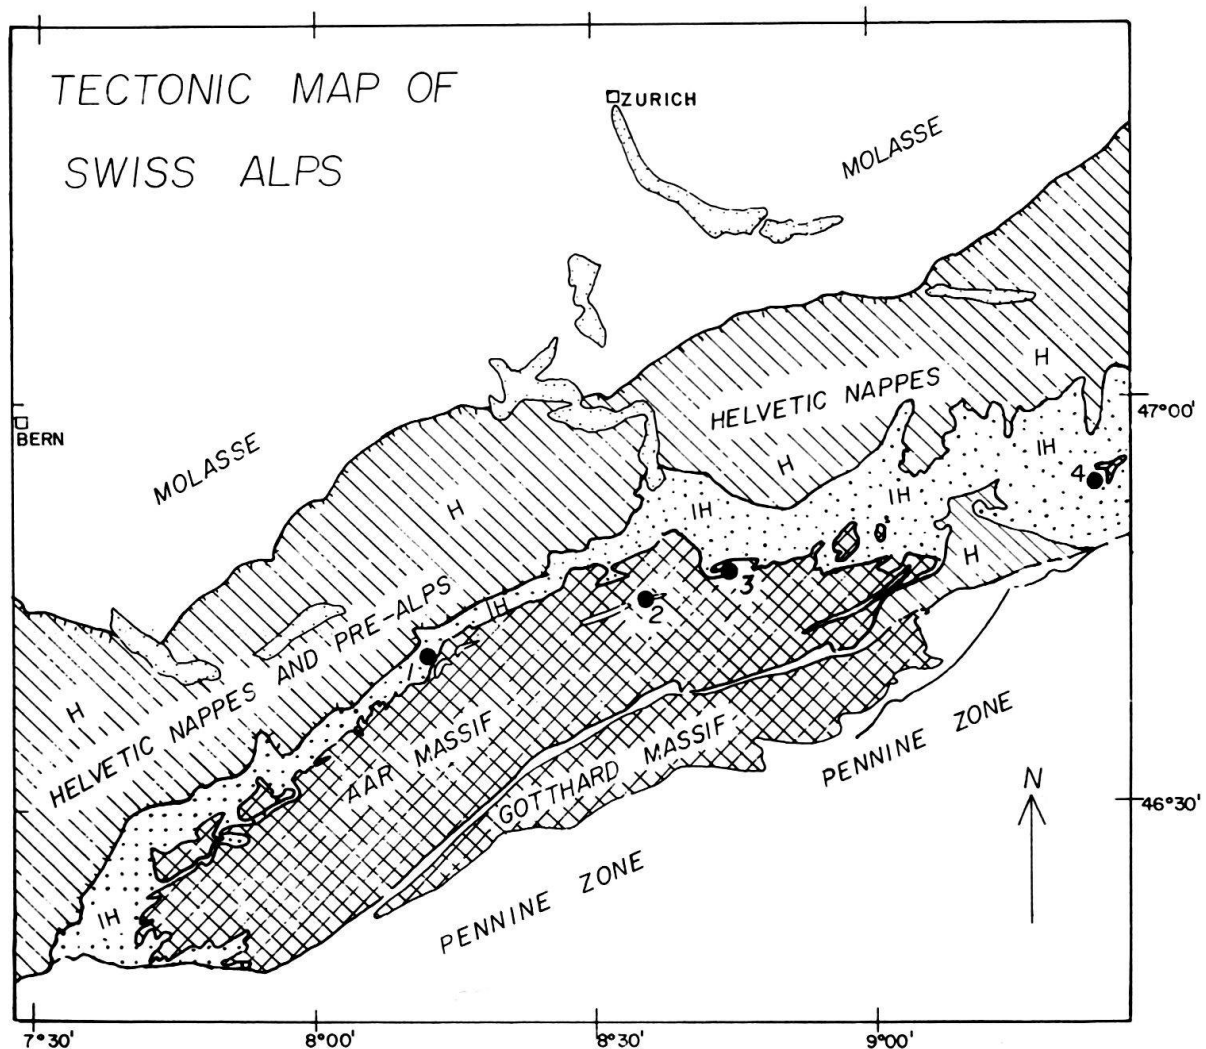 TECTONIC MAP OF
SWISS ALPS
ZURICH
MOLASSE
H
HELVETIC NAPPES
47°00'
BERN
MOLASSE
H
IH
4
H
IH
IH
H
3
2
IH
HELVETIC NAPPES AND PRE-ALPS
1
H
AAR MASSIF
GOTTHARD MASSIF
PENNINE ZONE
N
46°30'
PENNINE ZONE
IH
7°30'
8°00'
8°30'
9°00'